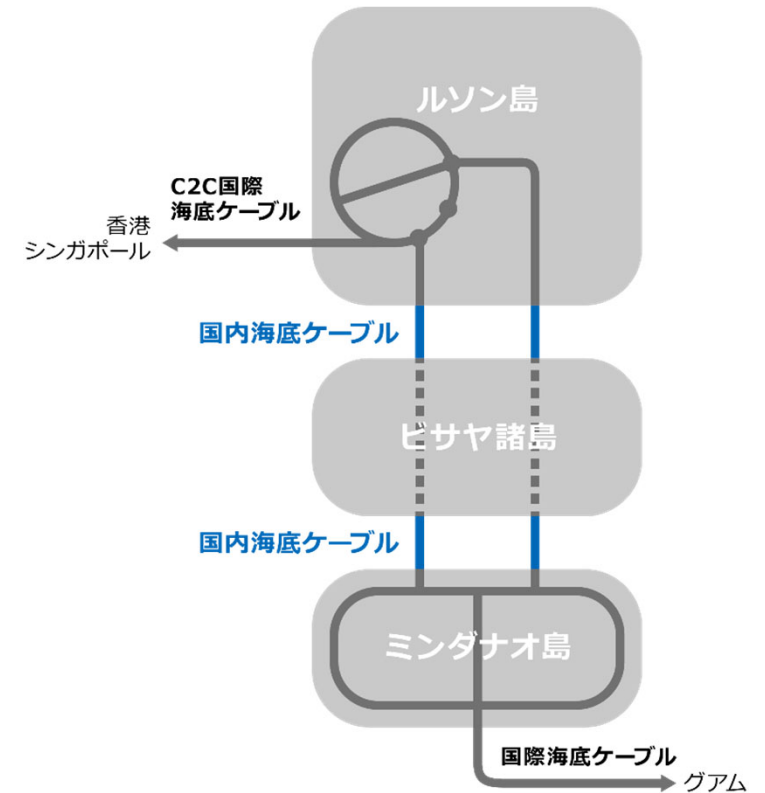 ルソン島
C2C国際
海底ケーブル
香港
シンガポール
国内海底ケーブル
ビサヤ諸島
国内海底ケーブル
ミンダナオ島
国際海底ケーブル
グアム